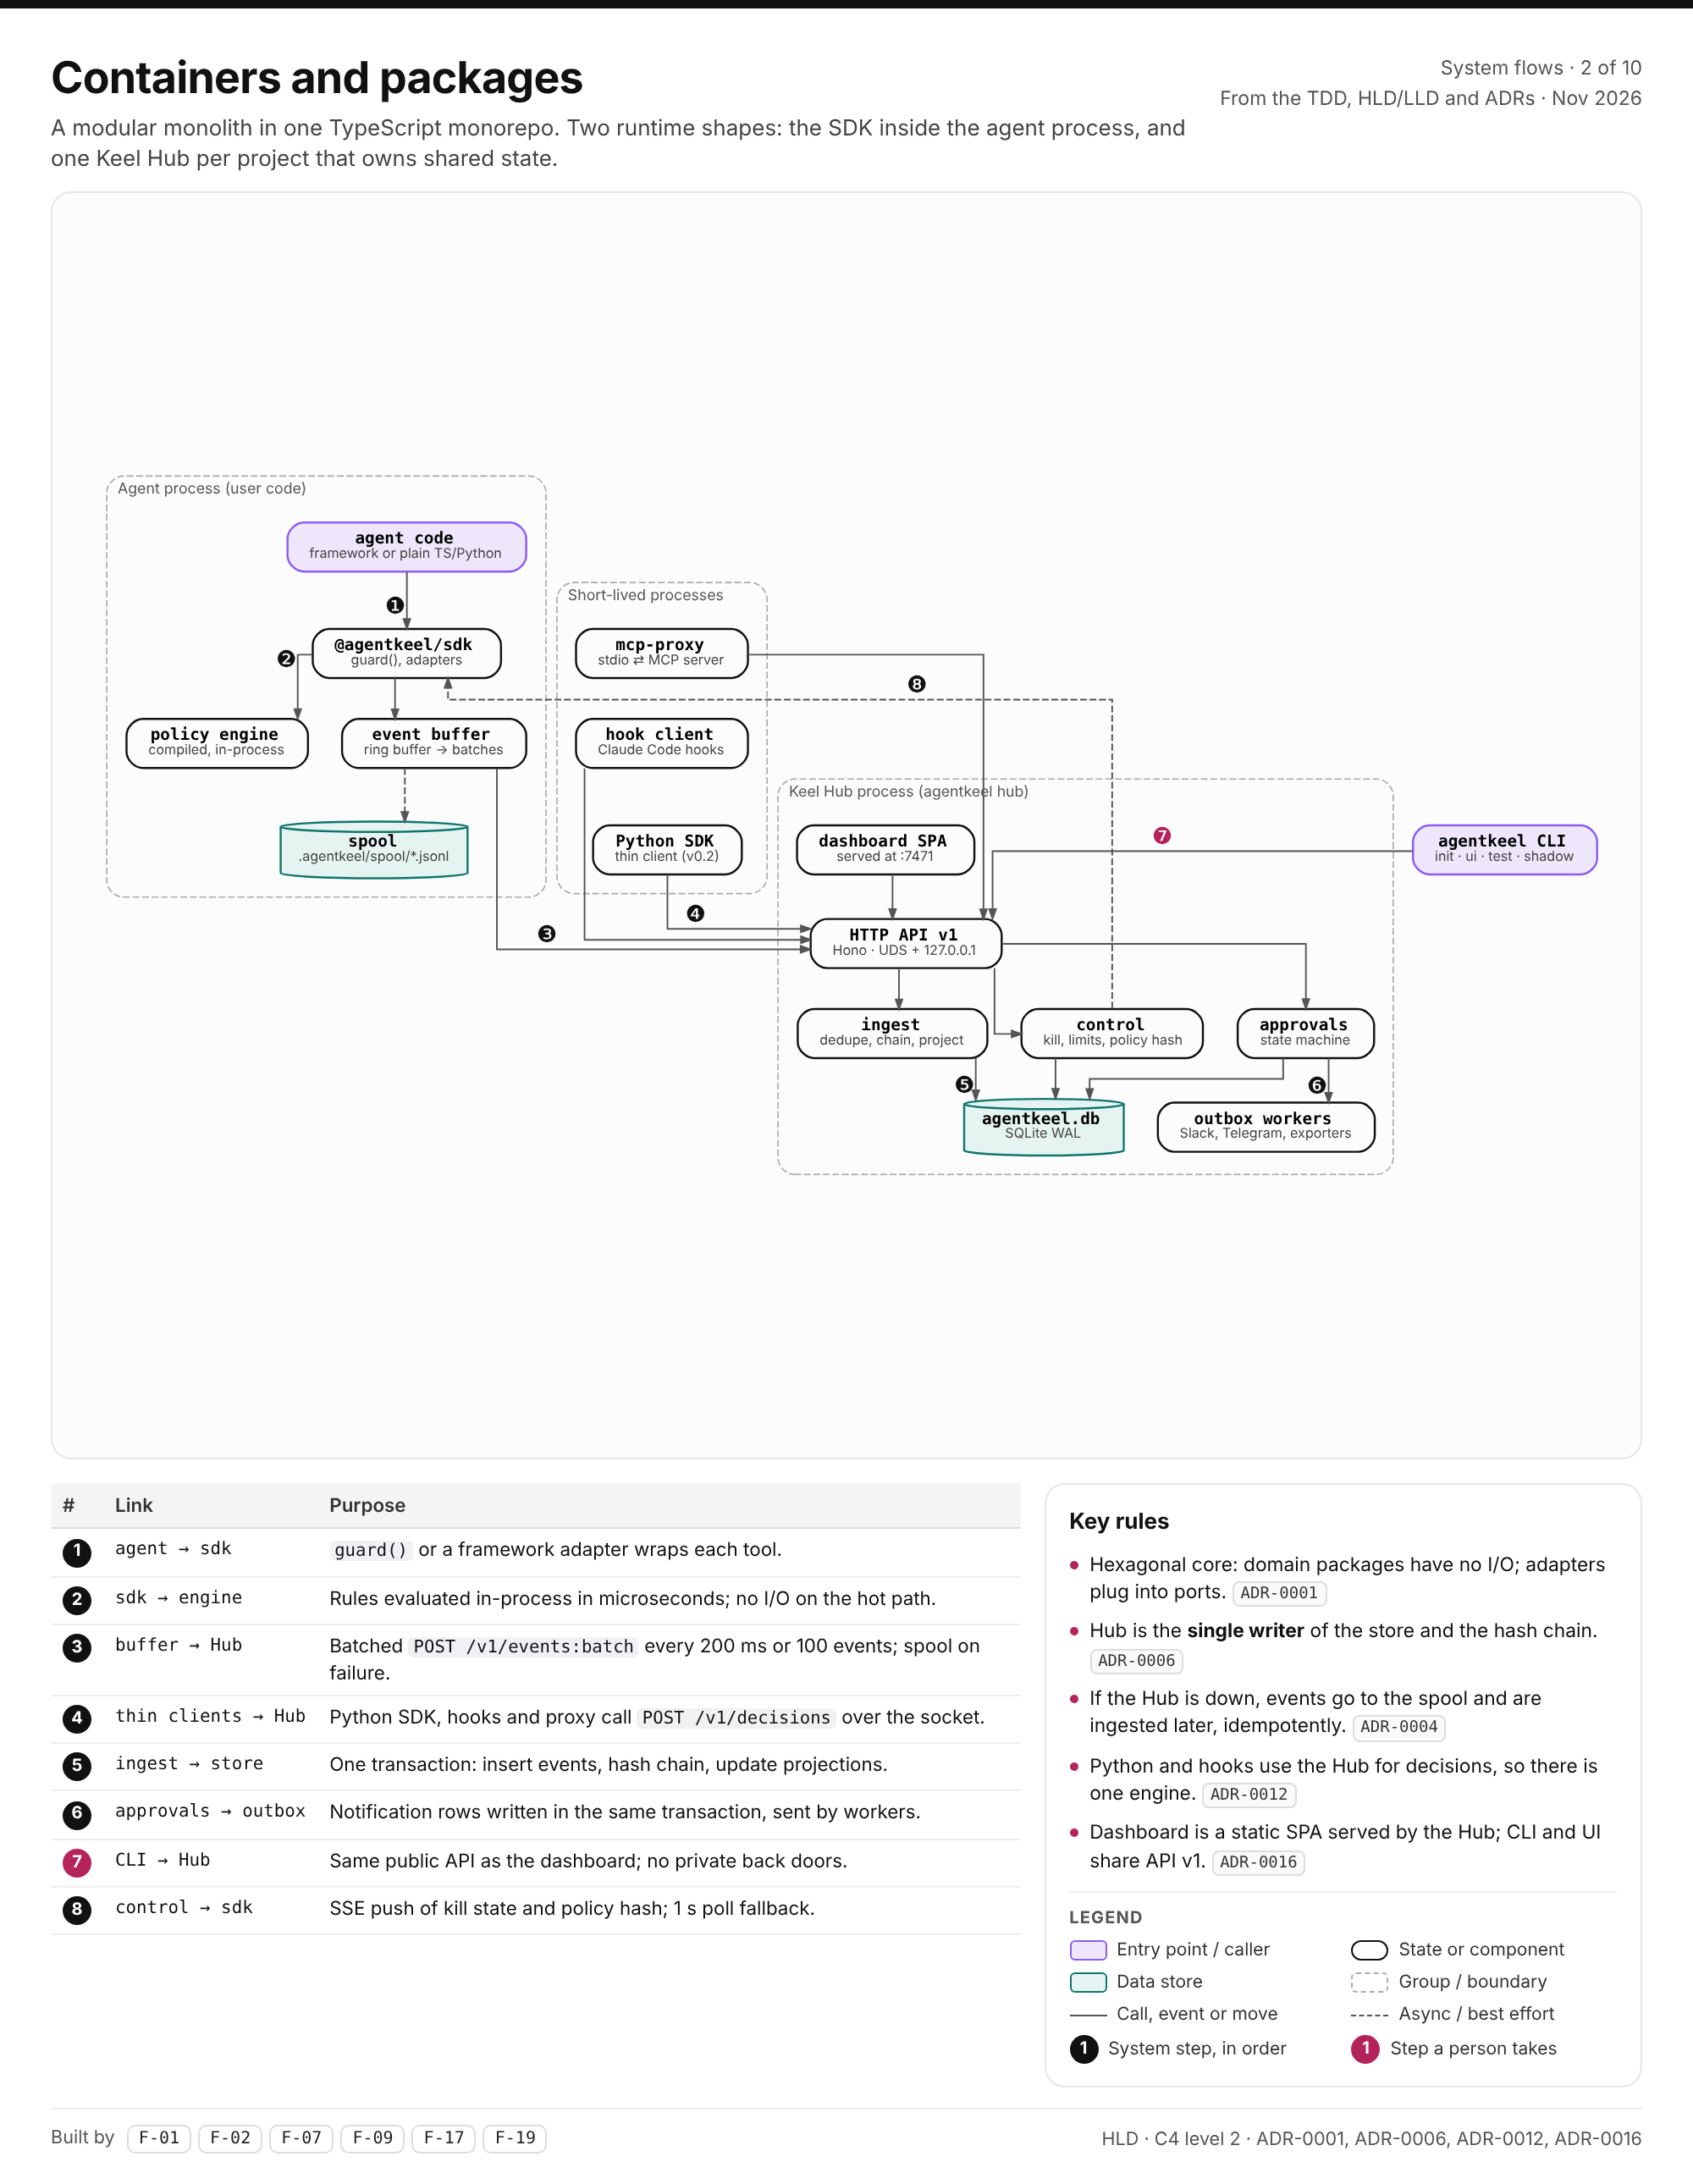 Containers and packages
System flows · 2 of 10
From the TDD, HLD/LLD and ADRs · Nov 2026
A modular monolith in one TypeScript monorepo. Two runtime shapes: the SDK inside the agent process, and
one Keel Hub per project that owns shared state.
Agent process (user code)
agent code
framework or plain TS/Python
1
Short-lived processes
@agentkeel/sdk
guard(), adapters
2
mcp-proxy
stdio ⇄ MCP server
8
policy engine
compiled, in-process
event buffer
ring buffer → batches
hook client
Claude Code hooks
Keel Hub process (agentkeel hub)
spool
.agentkeel/spool/*.jsonl
Python SDK
thin client (v0.2)
dashboard SPA
served at :7471
7
agentkeel CLI
init · ui · test · shadow
4
3
HTTP API v1
Hono · UDS + 127.0.0.1
ingest
dedupe, chain, project
control
kill, limits, policy hash
approvals
state machine
5
6
agentkeel.db
SQLite WAL
outbox workers
Slack, Telegram, exporters
# Link Purpose
1 agent → sdk guard() or a framework adapter wraps each tool.
2 sdk → engine Rules evaluated in-process in microseconds; no I/O on the hot path.
3 buffer → Hub Batched POST /v1/events:batch every 200 ms or 100 events; spool on
failure.
4 thin clients → Hub Python SDK, hooks and proxy call POST /v1/decisions over the socket.
5 ingest → store One transaction: insert events, hash chain, update projections.
6 approvals → outbox Notification rows written in the same transaction, sent by workers.
7 CLI → Hub Same public API as the dashboard; no private back doors.
8 control → sdk SSE push of kill state and policy hash; 1 s poll fallback.
Key rules
• Hexagonal core: domain packages have no I/O; adapters
plug into ports. ADR-0001
• Hub is the single writer of the store and the hash chain.
ADR-0006
• If the Hub is down, events go to the spool and are
ingested later, idempotently. ADR-0004
• Python and hooks use the Hub for decisions, so there is
one engine. ADR-0012
• Dashboard is a static SPA served by the Hub; CLI and UI
share API v1. ADR-0016
LEGEND
Entry point / caller
State or component
Data store
Group / boundary
Call, event or move
Async / best effort
1 System step, in order
1 Step a person takes
Built by F-01 F-02 F-07 F-09 F-17 F-19
HLD · C4 level 2 · ADR-0001, ADR-0006, ADR-0012, ADR-0016